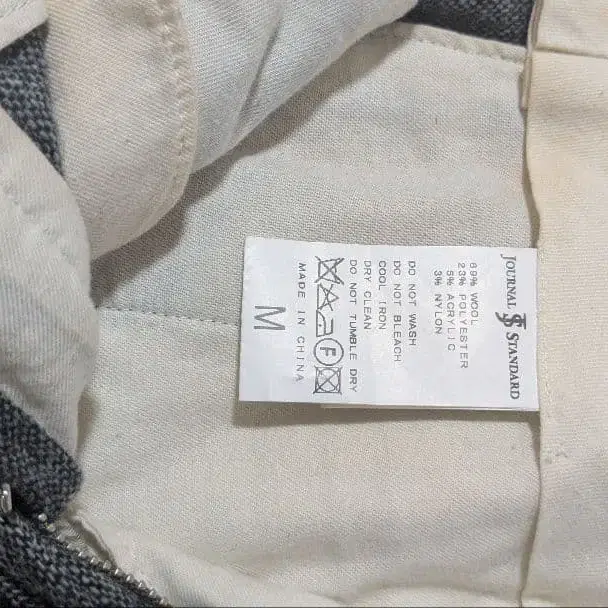 JOURNAL JS STANDARD
69% WOOL
23% POLYESTER
5% ACRYLIC
3% NYLON
DO NOT WASH
DO NOT BLEACH
COOL IRON
DRY CLEAN
DO NOT TUMBLE DRY
F
MADE IN CHINA
M